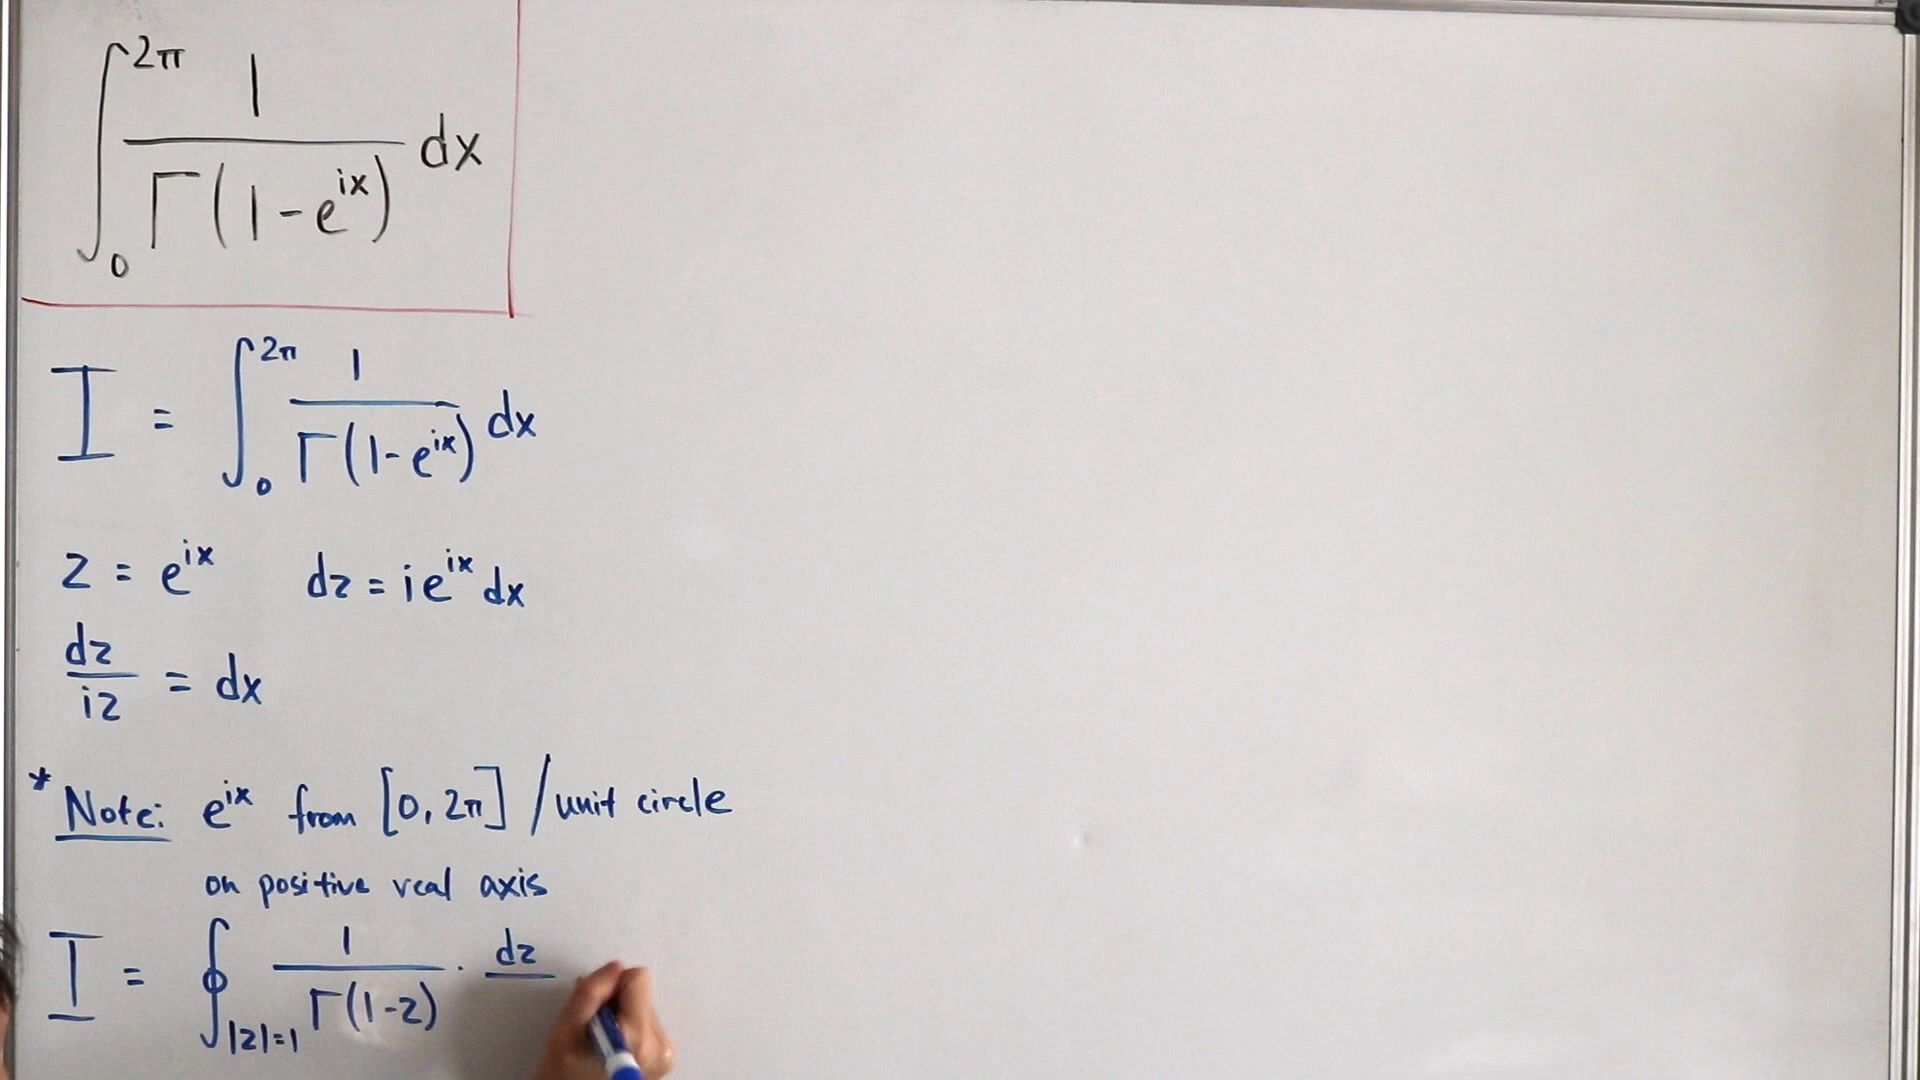 ∫₀^{2π} 1/Γ(1-e^{ix}) dx
I = ∫₀^{2π} 1/Γ(1-e^{ix}) dx
z = e^{ix} dz = ie^{ix} dx
dz/iz = dx
* Note: e^{ix} from [0, 2π] / unit circle
on positive real axis
I = ∮_{|z|=1} 1/Γ(1-z) · dz